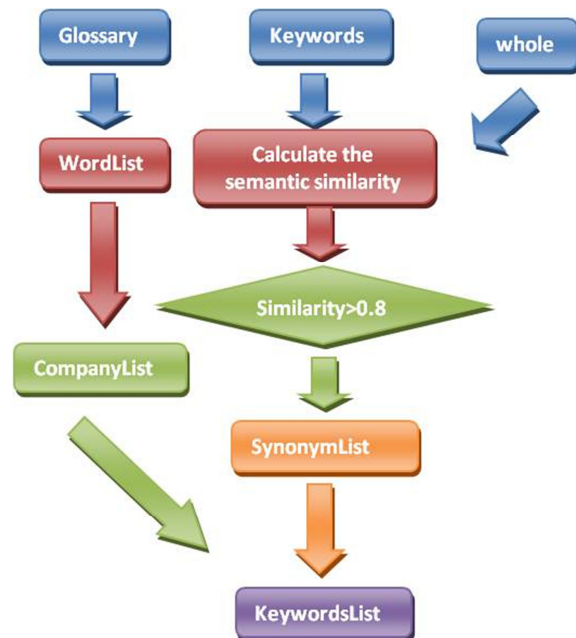 Glossary
Keywords
whole
WordList
Calculate the
semantic similarity
Similarity>0.8
CompanyList
SynonymList
KeywordsList